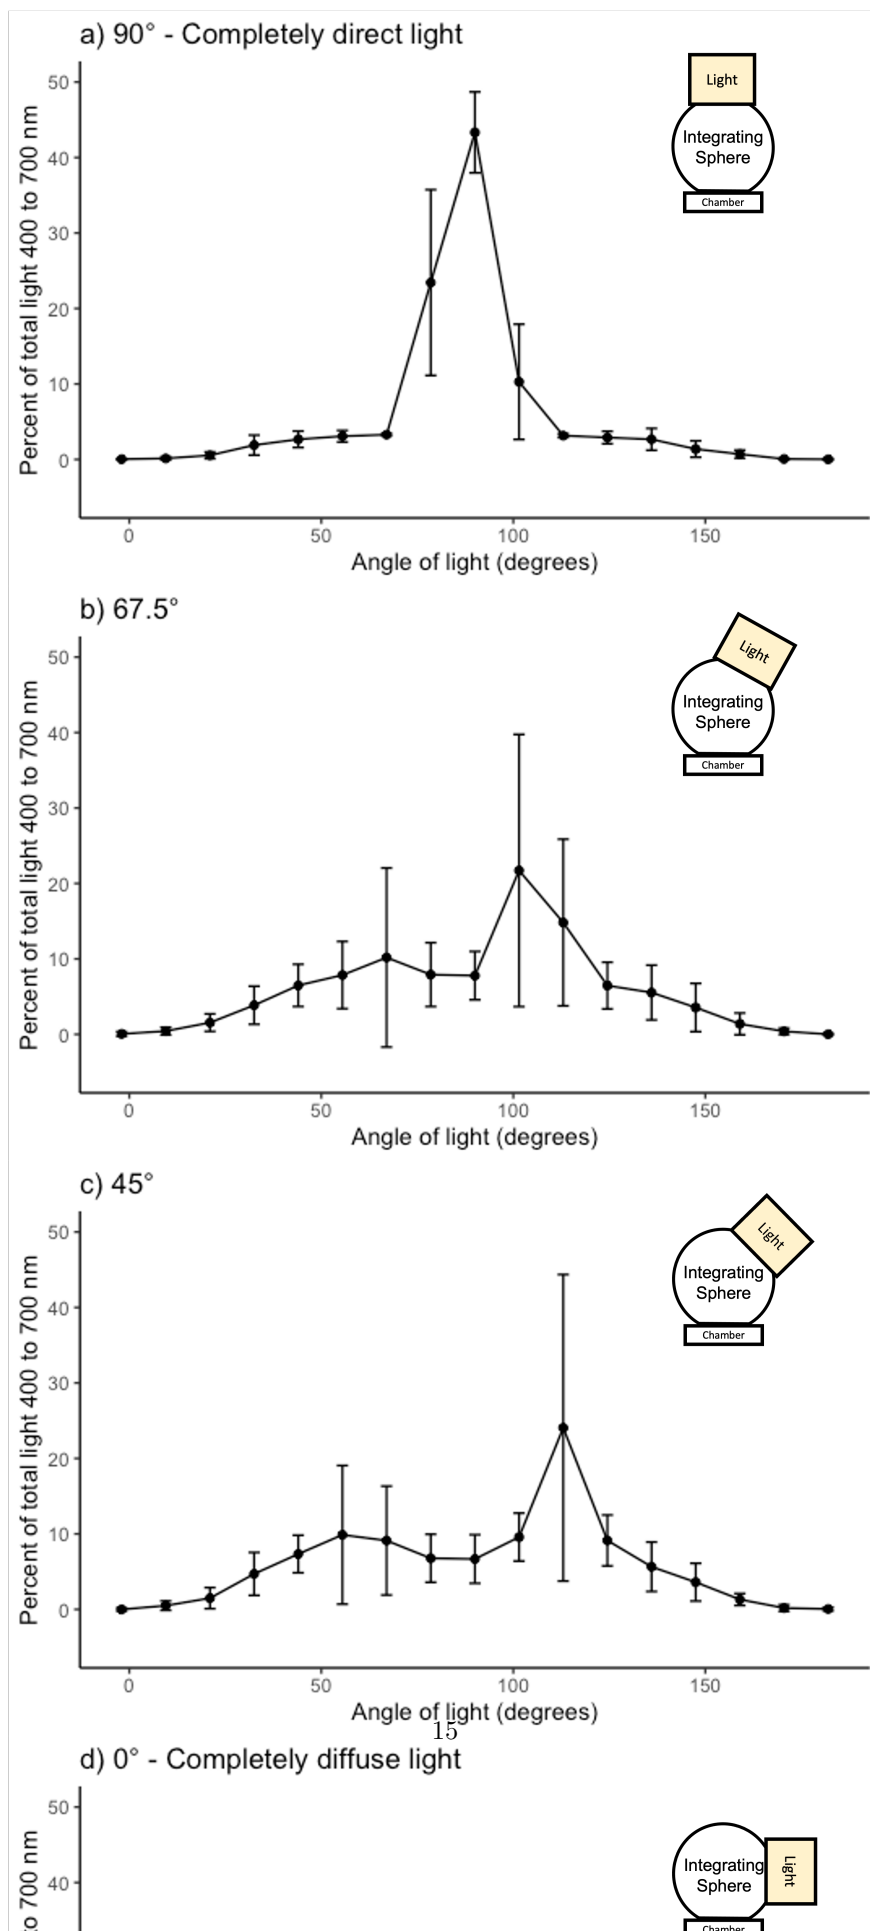 a) 90° - Completely direct light
Light
Integrating
Sphere
Chamber
Percent of total light 400 to 700 nm
50
40
30
20
10
0
0 50 100 150
Angle of light (degrees)
b) 67.5°
Light
Integrating
Sphere
Chamber
Percent of total light 400 to 700 nm
50
40
30
20
10
0
0 50 100 150
Angle of light (degrees)
c) 45°
Light
Integrating
Sphere
Chamber
Percent of total light 400 to 700 nm
50
40
30
20
10
0
0 50 100 150
Angle of light (degrees)
15
d) 0° - Completely diffuse light
Light
Integrating
Sphere
Chamber
to 700 nm
50
40